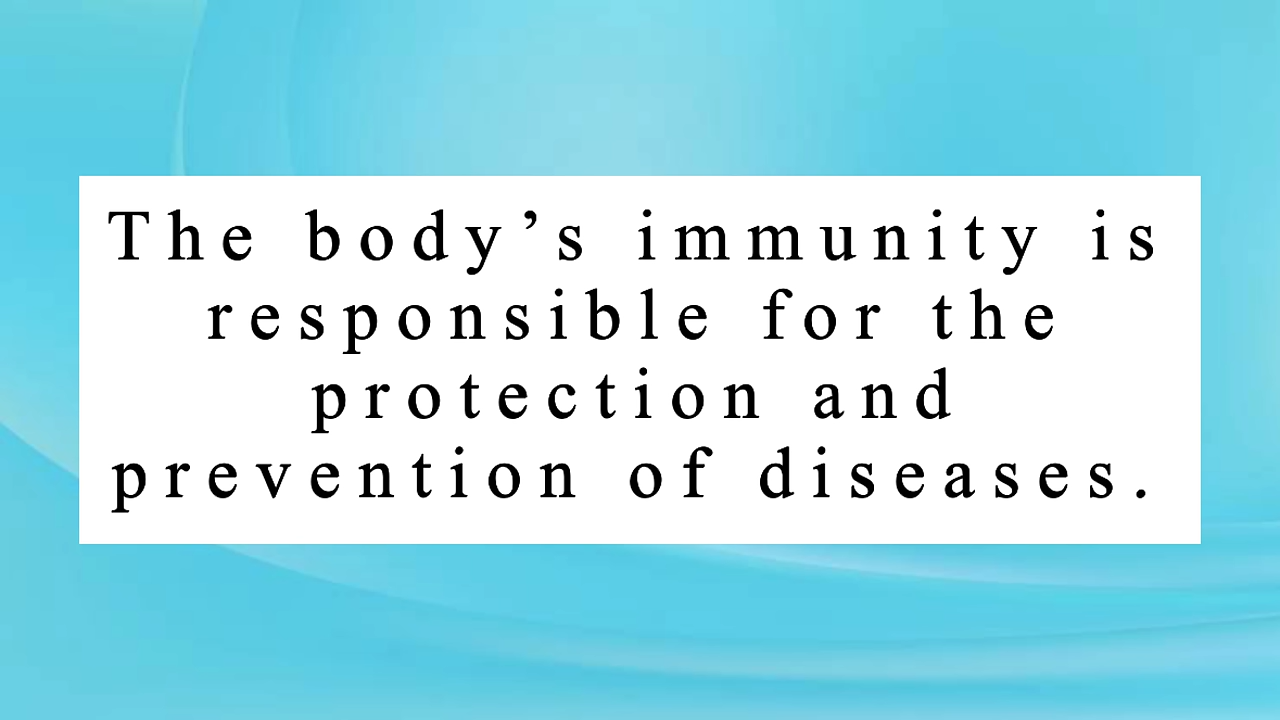 The body’s immunity is
responsible for the
protection and
prevention of diseases.